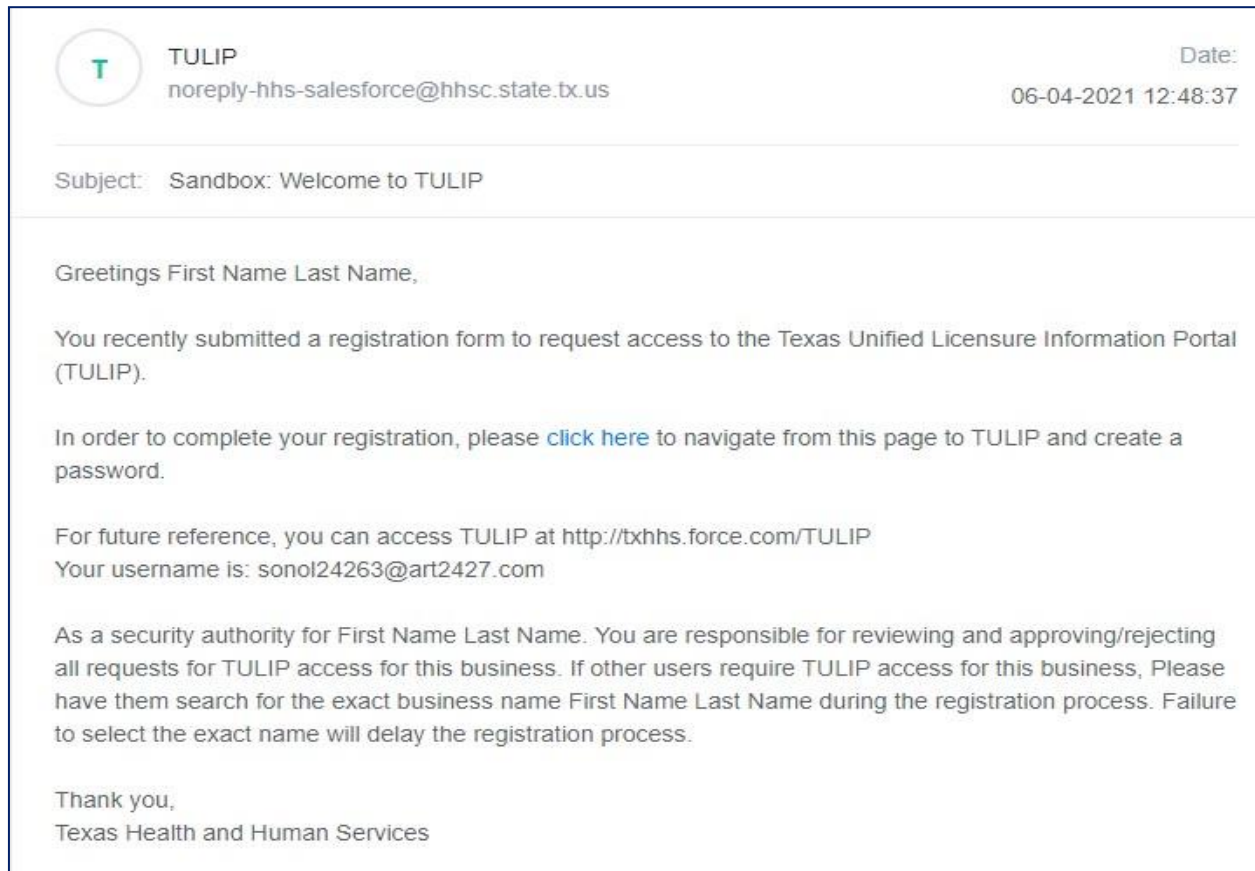 T
TULIP
noreply-hhs-salesforce@hhsc.state.tx.us
Date:
06-04-2021 12:48:37
Subject: Sandbox: Welcome to TULIP
Greetings First Name Last Name,
You recently submitted a registration form to request access to the Texas Unified Licensure Information Portal
(TULIP).
In order to complete your registration, please click here to navigate from this page to TULIP and create a
password.
For future reference, you can access TULIP at http://txhhs.force.com/TULIP
Your username is: sonol24263@art2427.com
As a security authority for First Name Last Name. You are responsible for reviewing and approving/rejecting
all requests for TULIP access for this business. If other users require TULIP access for this business, Please
have them search for the exact business name First Name Last Name during the registration process. Failure
to select the exact name will delay the registration process.
Thank you,
Texas Health and Human Services